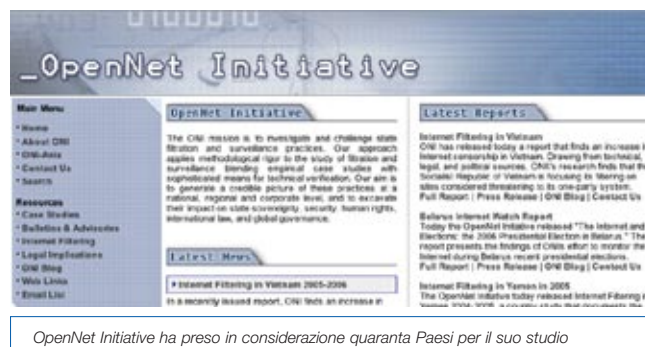 _OpenNet Initiative
Main Menu
Home
About ONI
ONI-Asia
Contact Us
Search
Resources
Case Studies
Bulletins & Advisories
Internet Filtering
Legal Implications
ONI Blog
Web Links
Email List
OpenNet-Initiative
The ONI mission is to investigate and challenge state
filtration and surveillance practices. Our approach
applies methodological rigor to the study of filtration and
surveillance blending empirical case studies with
sophisticated means for technical verification. Our aim is
to generate a credible picture of these practices at a
national, regional and corporate level, and to excavate
their impact on state sovereignty, security, human rights,
international law, and global governance.
Latest News
Internet Filtering in Vietnam 2005-2006
In a recently issued report, ONI finds an increase in
Latest Reports
Internet Filtering in Vietnam
ONI has released today a report that finds an increase i
Internet censorship in Vietnam. Drawing from technical,
legal, and political sources, ONI's research finds that th
Socialist Republic of Vietnam is focusing its filtering on
sites considered threatening to its one-party system.
Full Report | Press Release | ONI Blog | Contact Us
Belarus Internet Watch Report
Today the OpenNet Initiative released "The Internet and
Elections: the 2006 Presidential Election in Belarus." The
report presents the findings of ONI's effort to monitor the
Internet during Belarus recent presidential elections.
Full Report | Press Release | ONI Blog | Contact Us
Internet Filtering in Yemen in 2005
The OpenNet Initiative today released Internet Filtering i
Yemen 2004-2005, a country study that documents the
OpenNet Initiative ha preso in considerazione quaranta Paesi per il suo studio